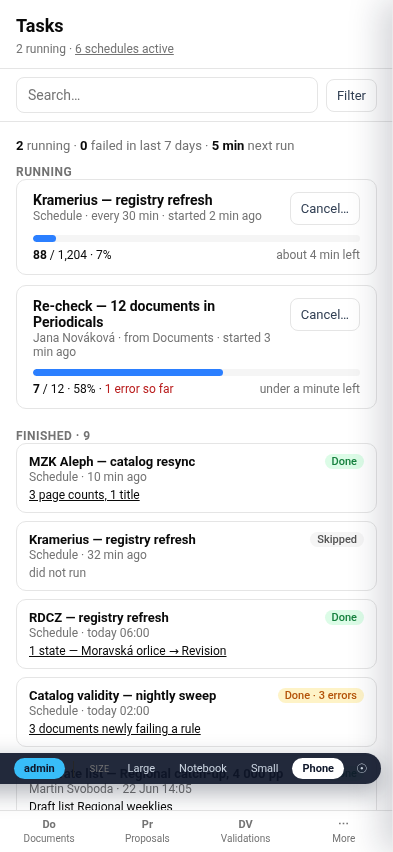 Tasks
2 running · 6 schedules active
Search…
Filter
2 running · 0 failed in last 7 days · 5 min next run
RUNNING
Kramerius — registry refresh
Schedule · every 30 min · started 2 min ago
Cancel…
88 / 1,204 · 7%
about 4 min left
Re-check — 12 documents in
Periodicals
Jana Nováková · from Documents · started 3
min ago
Cancel…
7 / 12 · 58% · 1 error so far
under a minute left
FINISHED · 9
MZK Aleph — catalog resync
Done
Schedule · 10 min ago
3 page counts, 1 title
Kramerius — registry refresh
Skipped
Schedule · 32 min ago
did not run
RDCZ — registry refresh
Done
Schedule · today 06:00
1 state — Moravská orlice → Revision
Catalog validity — nightly sweep
Done · 3 errors
Schedule · today 02:00
3 documents newly failing a rule
admin
SIZE
Large
Notebook
Small
Phone
Martin Svoboda · 22 Jun 14:05
Draft list Regional weeklies
Do
Documents
Pr
Proposals
DV
Validations
···
More